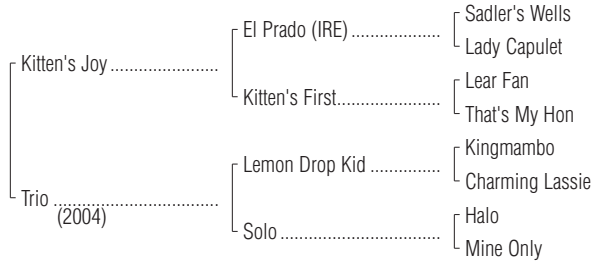 Sadler's Wells
El Prado (IRE) ....................
Lady Capulet
Kitten's Joy ........................
Lear Fan
Kitten's First.......................
That's My Hon
Kingmambo
Lemon Drop Kid ................
Charming Lassie
Trio ....................................
(2004)
Halo
Solo ....................................
Mine Only